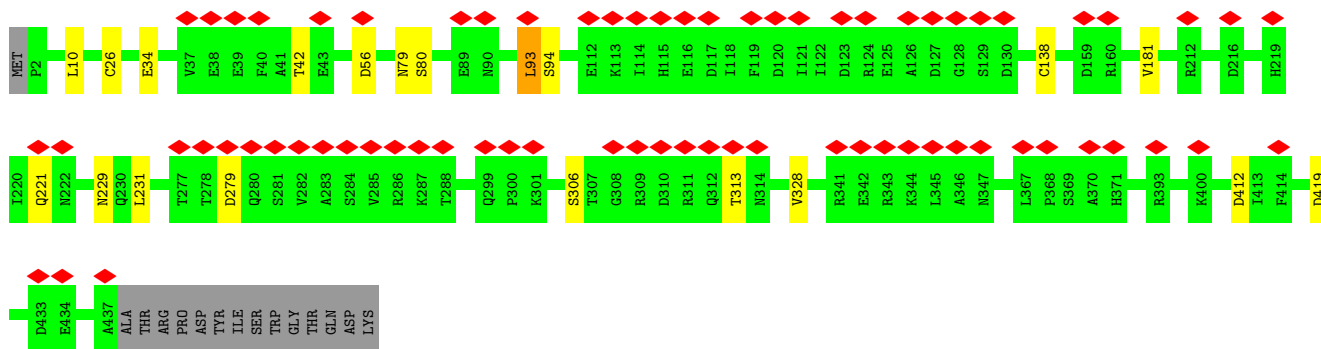 MET P2 L10 C26 E34 V37 E38 E39 F40 A41 T42 E43 D56 N79 S80 E89 N90 L93 S94 E112 K113 I114 H115 E116 D117 I118 F119 D120 I121 I122 D123 R124 E125 A126 D127 G128 S129 D130 C138 D159 R160 V181 R212 D216 H219
I220 Q221 N222 N229 Q230 L231 T277 T278 D279 Q280 S281 V282 A283 S284 V285 R286 K287 T288 Q299 P300 K301 S306 T307 G308 R309 D310 R311 Q312 T313 N314 V328 R341 E342 R343 K344 L345 A346 N347 L367 P368 S369 A370 H371 R393 K400 D412 I413 F414 D419
D433 E434 A437 ALA THR ARG PRO ASP TYR ILE SER TRP GLY THR GLN ASP LYS